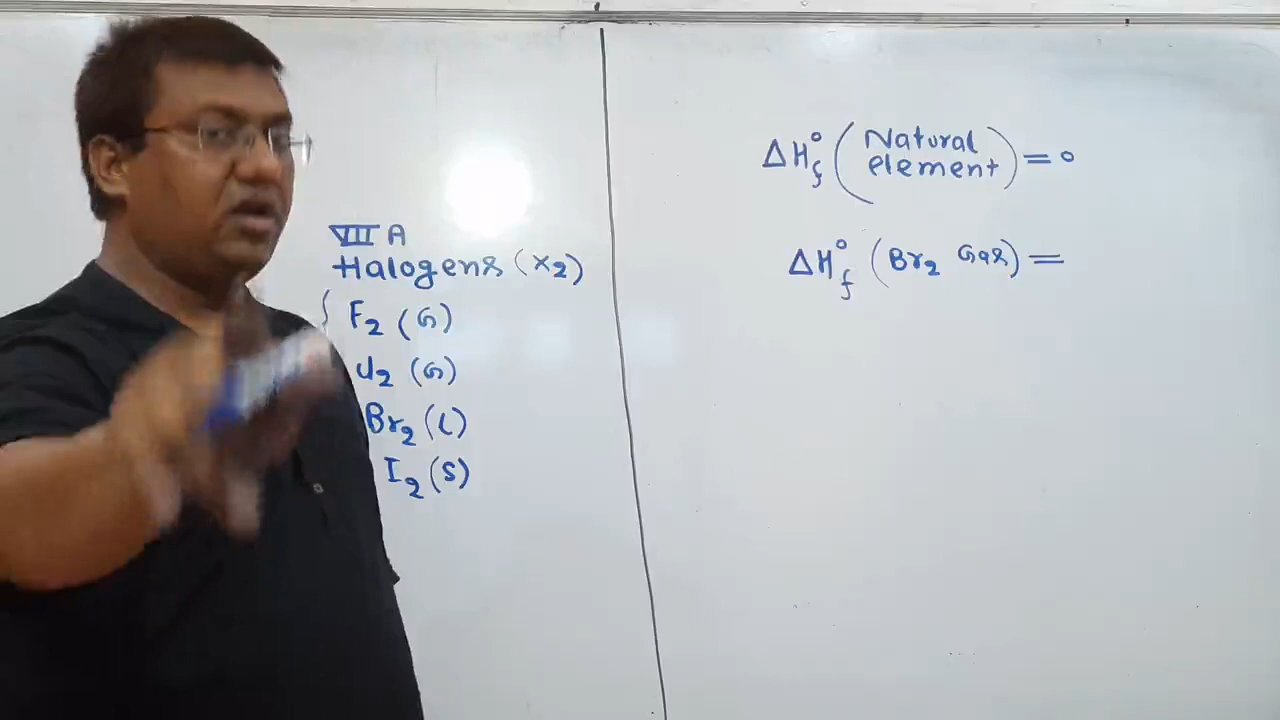 VII A
Halogens (X2)
F2 (G)
Cl2 (G)
Br2 (L)
I2 (S)
ΔH°f (Natural element) = 0
ΔH°f (Br2 Gas) =